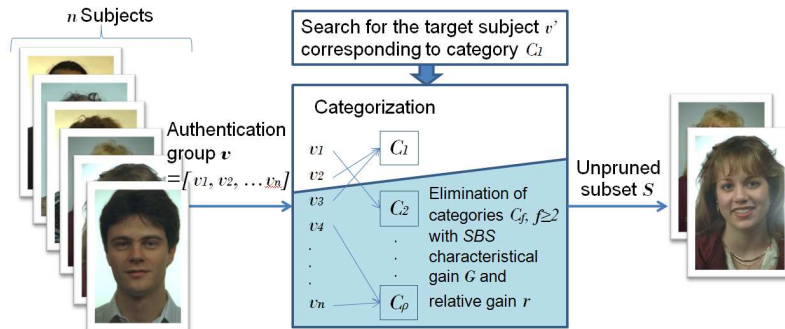 n Subjects
Search for the target subject v'
corresponding to category C1
Authentication
group v
=[v1, v2, …vn]
Categorization
v1
v2
v3
v4
.
.
.
vn
C1
C2
.
.
Cρ
Elimination of
categories Cf, f≥2
with SBS
characteristical
gain G and
relative gain r
Unpruned
subset S